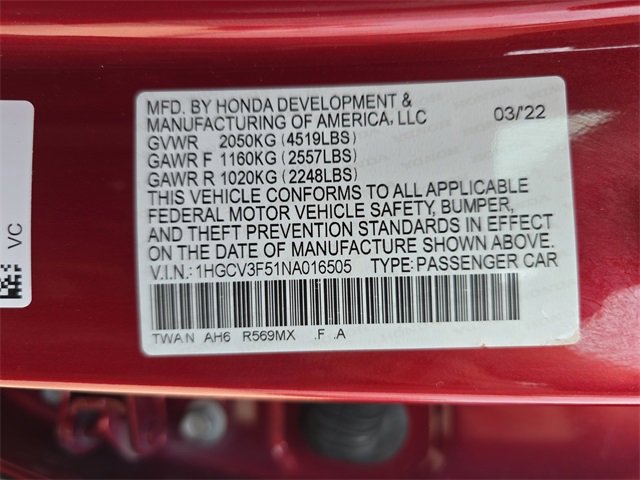 MFD. BY HONDA DEVELOPMENT &
MANUFACTURING OF AMERICA, LLC 03/'22
GVWR 2050KG (4519LBS)
GAWR F 1160KG (2557LBS)
GAWR R 1020KG (2248LBS)
THIS VEHICLE CONFORMS TO ALL APPLICABLE
FEDERAL MOTOR VEHICLE SAFETY, BUMPER,
AND THEFT PREVENTION STANDARDS IN EFFECT
ON THE DATE OF MANUFACTURE SHOWN ABOVE.
V.I.N.:1HGCV3F51NA016505 TYPE:PASSENGER CAR
TWA N AH6 R569MX .F .A
VC